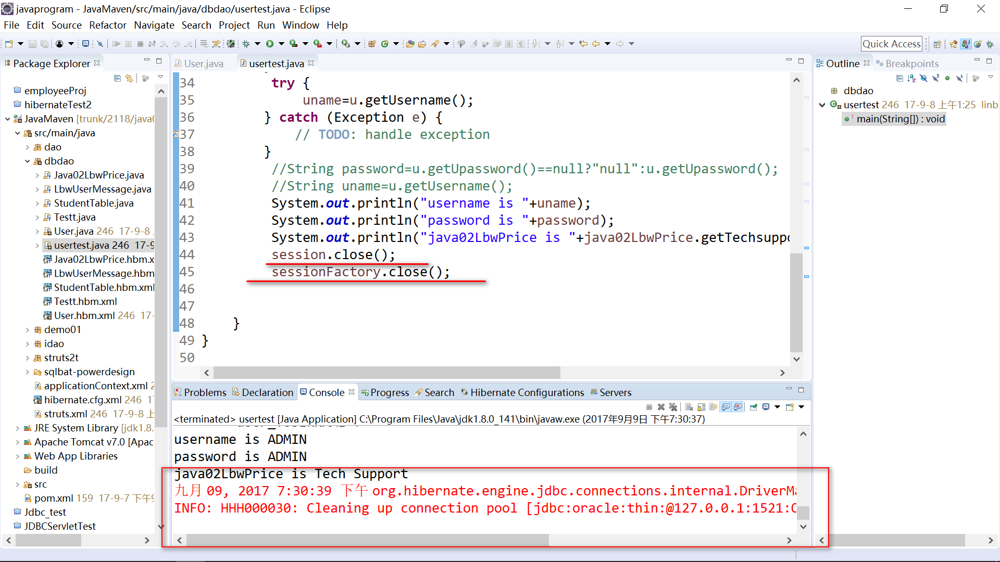 javaprogram - JavaMaven/src/main/java/dbdao/usertest.java - Eclipse
File Edit Source Refactor Navigate Search Project Run Window Help
Quick Access
Package Explorer
employeeProj
hibernateTest2
JavaMaven [trunk/2118/java
src/main/java
dao
dbdao
Java02LbwPrice.java
LbwUserMessage.java
StudentTable.java
Testt.java
User.java 246 17-9-8
usertest.java 246 17-9
Java02LbwPrice.hbm.x
LbwUserMessage.hbm
StudentTable.hbm.xml
Testt.hbm.xml
User.hbm.xml 246 17-
demo01
idao
struts2t
sqlbat-powerdesign
applicationContext.xml 2
hibernate.cfg.xml 246 17
struts.xml 246 17-9-8 上
JRE System Library [jdk1.8.
Apache Tomcat v7.0 [Apac
Web App Libraries
build
src
pom.xml 159 17-9-7 下午9
Jdbc_test
JDBCServletTest
User.java usertest.java
34 try {
35 uname=u.getUsername();
36 } catch (Exception e) {
37 // TODO: handle exception
38 }
39 //String password=u.getUpassword()==null?"null":u.getUpassword();
40 //String uname=u.getUsername();
41 System.out.println("username is "+uname);
42 System.out.println("password is "+password);
43 System.out.println("java02LbwPrice is "+java02LbwPrice.getTechsuppo
44 session.close();
45 sessionFactory.close();
46
47
48 }
49 }
50
Problems Declaration Console Progress Search Hibernate Configurations Servers
<terminated> usertest [Java Application] C:\Program Files\Java\jdk1.8.0_141\bin\javaw.exe (2017年9月9日 下午7:30:37)
username is ADMIN
password is ADMIN
java02LbwPrice is Tech Support
九月 09, 2017 7:30:39 下午 org.hibernate.engine.jdbc.connections.internal.DriverMa
INFO: HHH000030: Cleaning up connection pool [jdbc:oracle:thin:@127.0.0.1:1521:O
Outline Breakpoints
dbdao
usertest 246 17-9-8 上午1:25 linb
main(String[]) : void